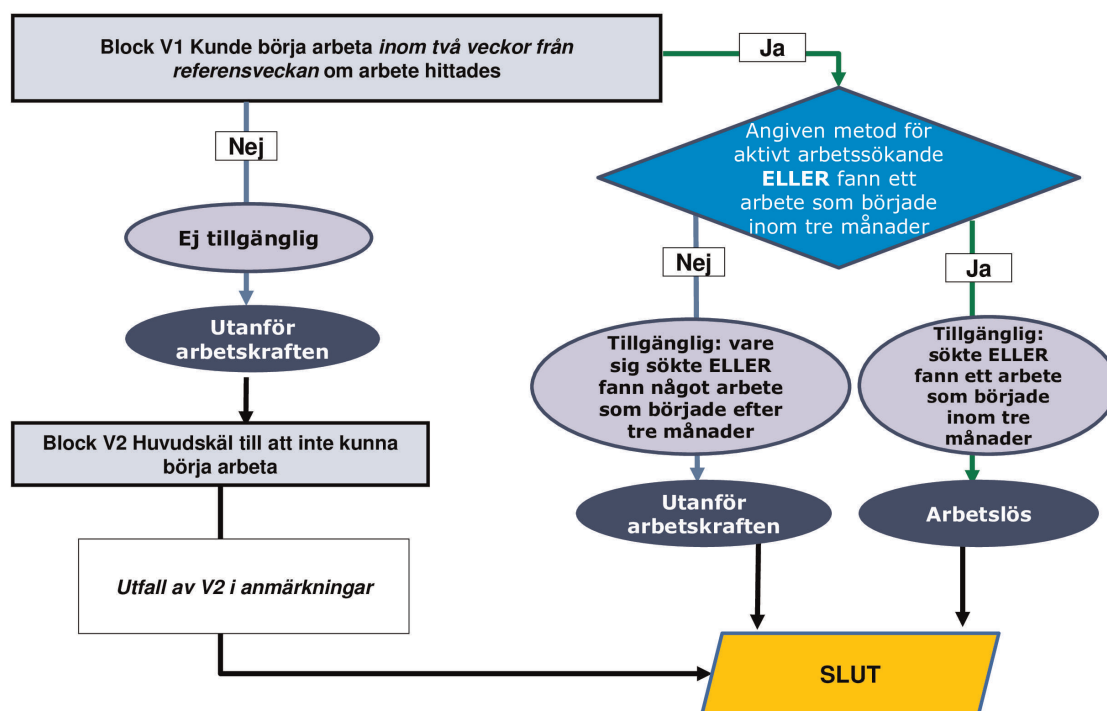 Block V1 Kunde börja arbeta inom två veckor från
referensveckan om arbete hittades
Ja
Nej
Angiven metod för
aktivt arbetssökande
ELLER fann ett
arbete som började
inom tre månader
Ej tillgänglig
Nej
Ja
Utanför
arbetskraften
Tillgänglig: vare
sig sökte ELLER
fann något arbete
som började efter
tre månader
Tillgänglig:
sökte ELLER
fann ett arbete
som började
inom tre
månader
Block V2 Huvudskäl till att inte kunna
börja arbeta
Utanför
arbetskraften
Arbetslös
Utfall av V2 i anmärkningar
SLUT